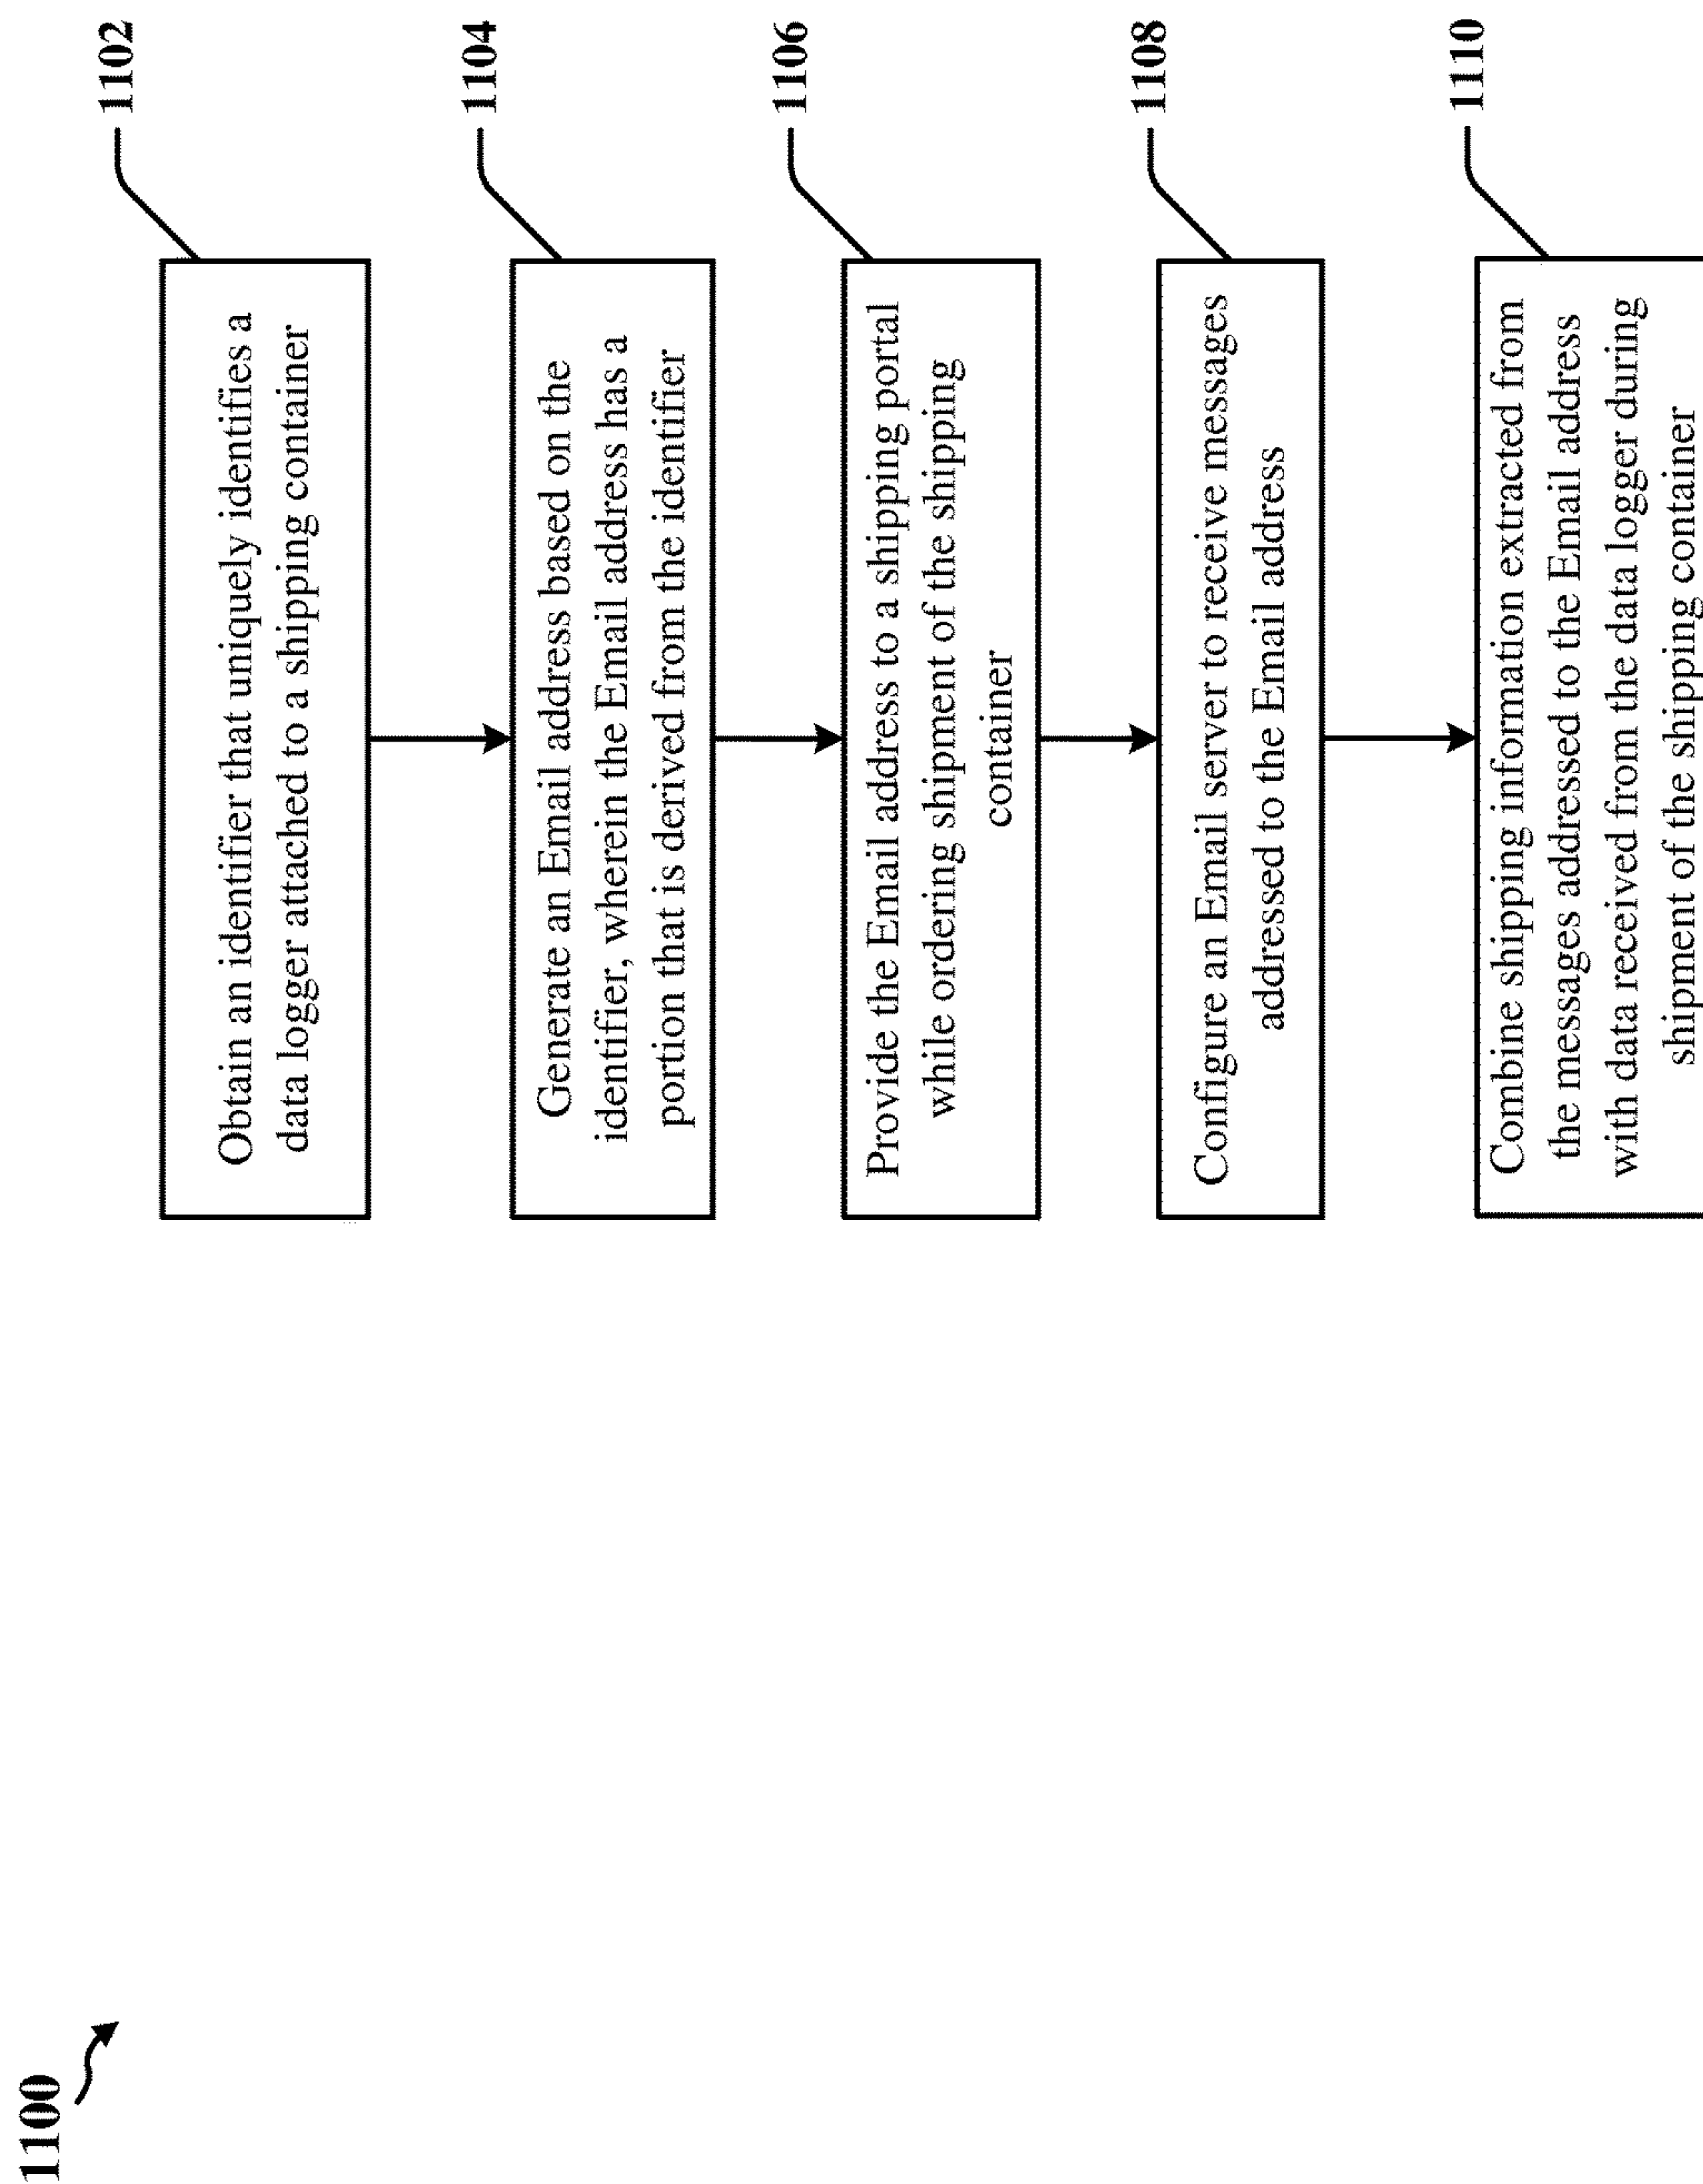 1100
1102
Obtain an identifier that uniquely identifies a
data logger attached to a shipping container
1104
Generate an Email address based on the
identifier, wherein the Email address has a
portion that is derived from the identifier
1106
Provide the Email address to a shipping portal
while ordering shipment of the shipping
container
1108
Configure an Email server to receive messages
addressed to the Email address
1110
Combine shipping information extracted from
the messages addressed to the Email address
with data received from the data logger during
shipment of the shipping container